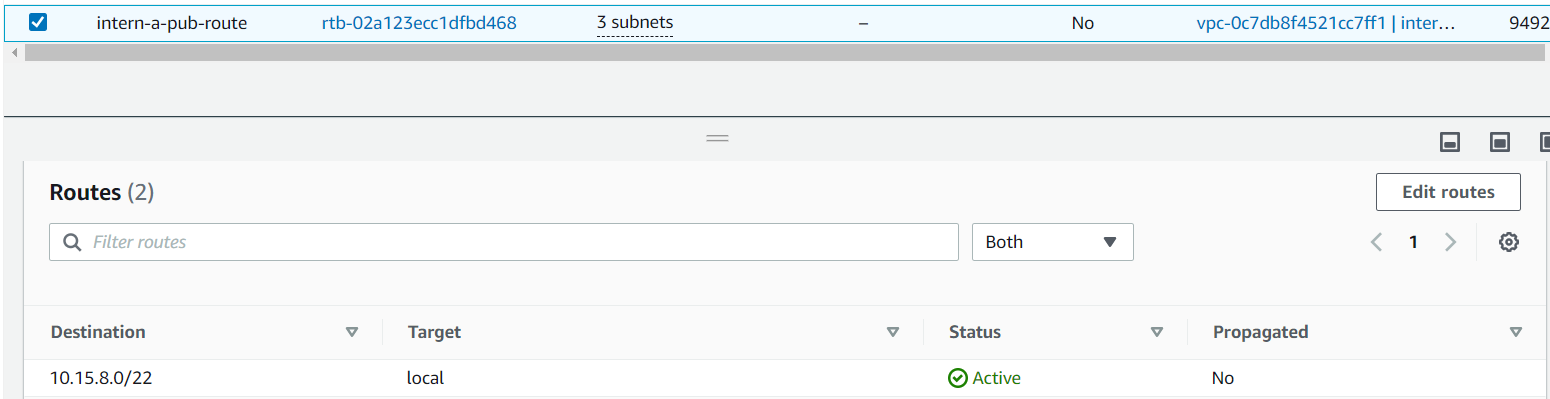 intern-a-pub-route rtb-02a123ecc1dfbd468 3 subnets – No vpc-0c7db8f4521cc7ff1 | inter… 9492
Routes (2) Edit routes
Filter routes Both 1
Destination Target Status Propagated
10.15.8.0/22 local Active No